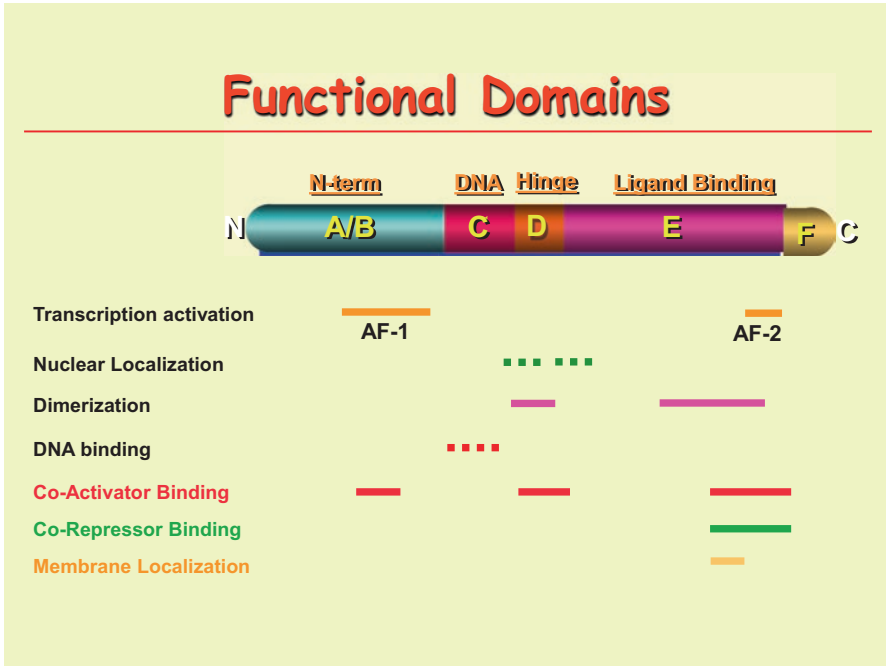 Functional Domains
N-term DNA Hinge Ligand Binding
N A/B C D E F C
Transcription activation
AF-1 AF-2
Nuclear Localization
Dimerization
DNA binding
Co-Activator Binding
Co-Repressor Binding
Membrane Localization